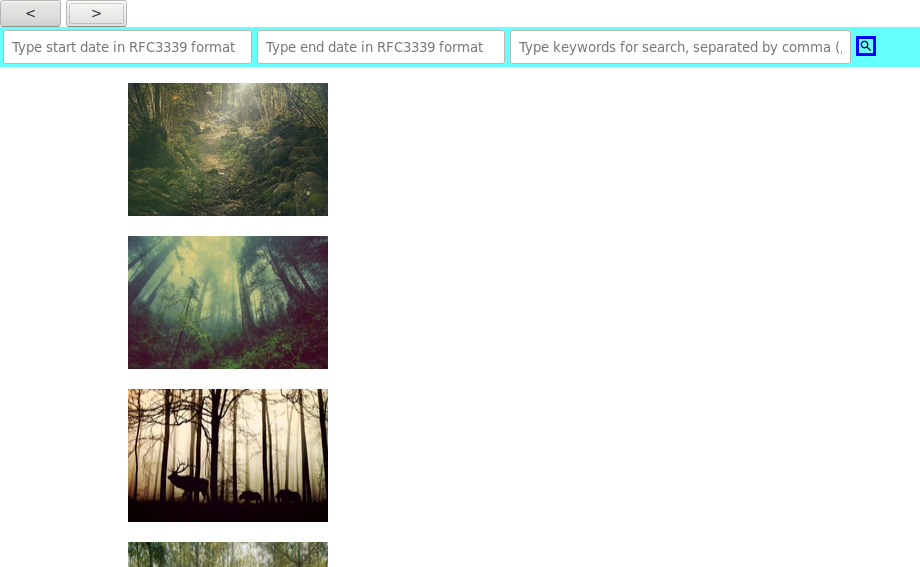 < >
Type start date in RFC3339 format Type end date in RFC3339 format Type keywords for search, separated by comma (,